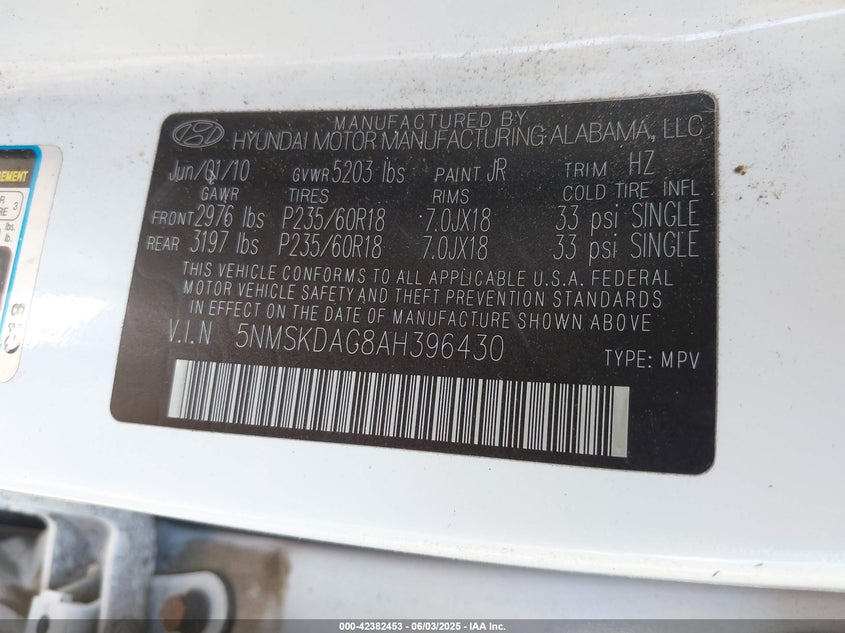 MANUFACTURED BY
HYUNDAI MOTOR MANUFACTURING ALABAMA, LLC
Jun/01/10 GVWR 5203 lbs PAINT JR TRIM HZ
GAWR TIRES RIMS COLD TIRE INFL
FRONT 2976 lbs P235/60R18 7.0JX18 33 psi SINGLE
REAR 3197 lbs P235/60R18 7.0JX18 33 psi SINGLE
THIS VEHICLE CONFORMS TO ALL APPLICABLE U.S.A. FEDERAL
MOTOR VEHICLE SAFETY AND THEFT PREVENTION STANDARDS
IN EFFECT ON THE DATE OF MANUFACTURE SHOWN ABOVE
V.I.N 5NMSKDAG8AH396430
TYPE: MPV
000-42382453 - 06/03/2025 - IAA Inc.